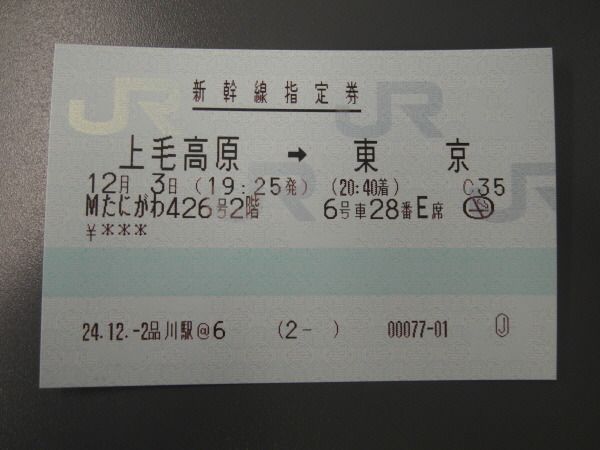 新幹線指定券
上毛高原 → 東京
12月 3日 (19:25発) (20:40着) C35
Mたにがわ426号2階 6号車28番E席
¥***
24.12.-2品川駅@6 (2- ) 00077-01 Ⓙ